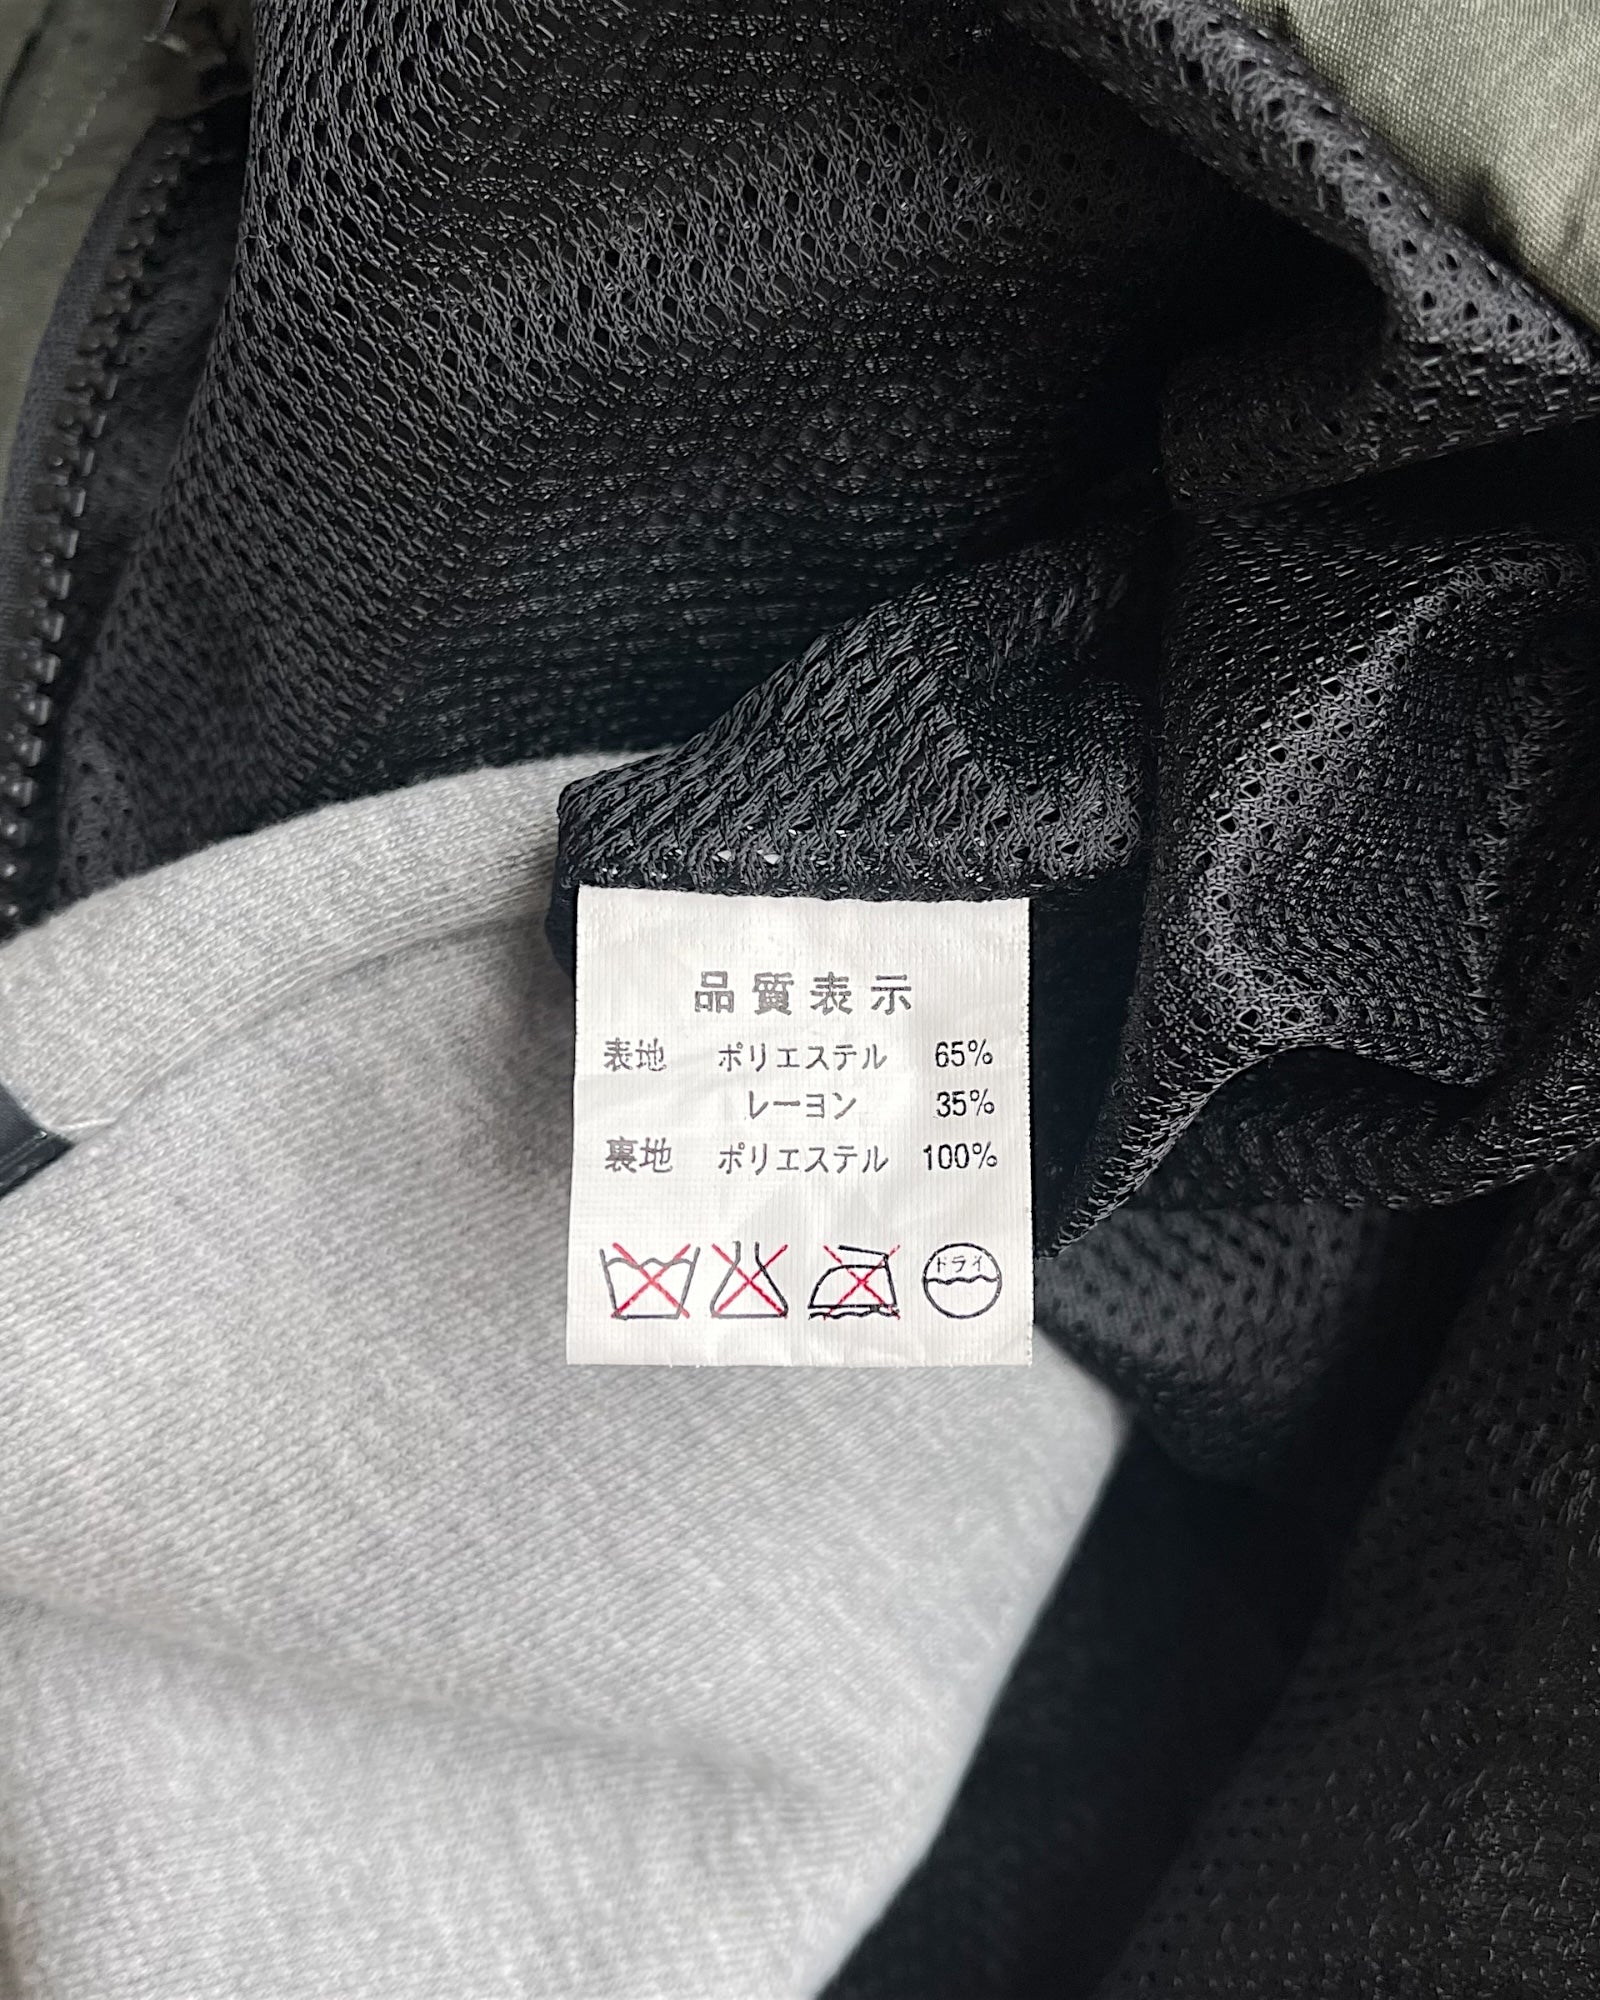 品質表示
表地 ポリエステル 65%
レーヨン 35%
裏地 ポリエステル 100%
ドライ